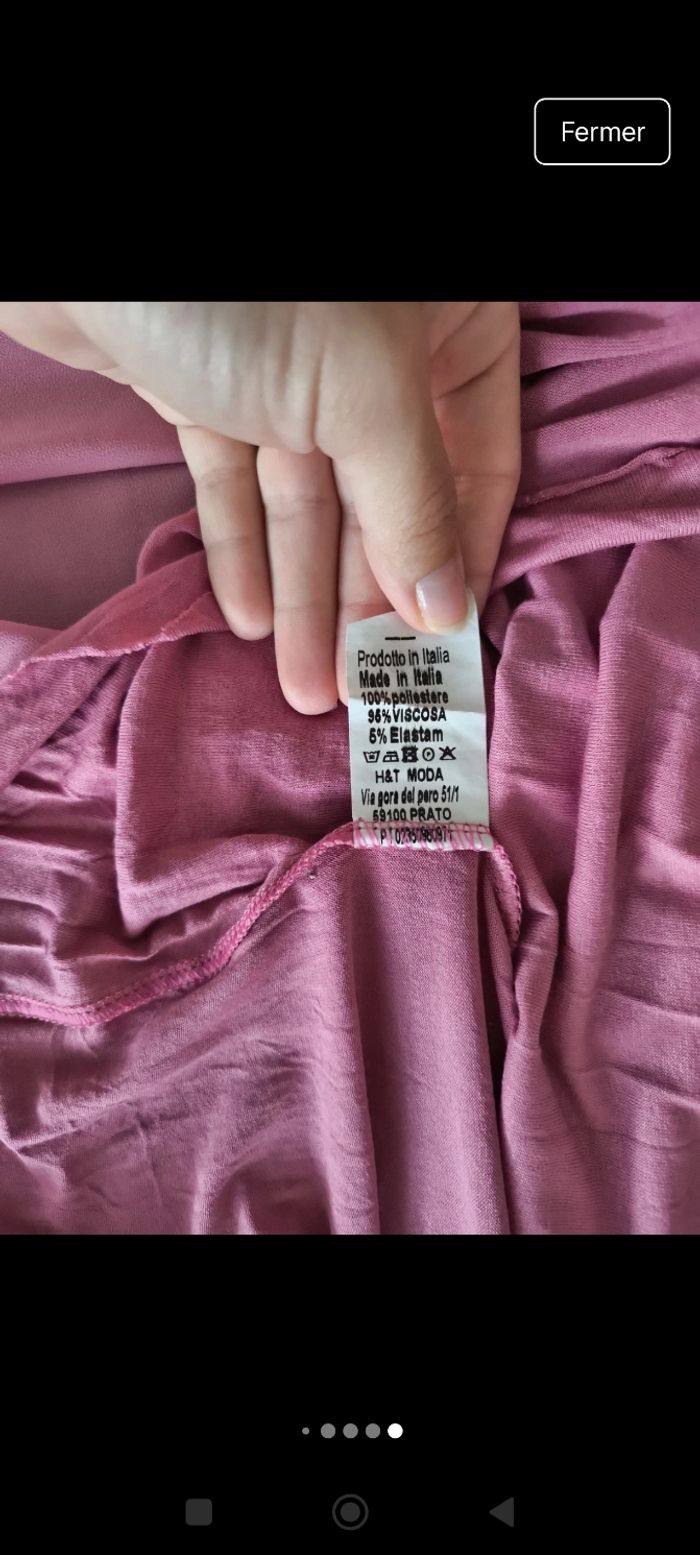 Fermer
Prodotto in Italia
Made in Italia
100%poliestere
95%VISCOSA
5% Elastam
H&T MODA
Via gora del pero 51/1
59100 PRATO